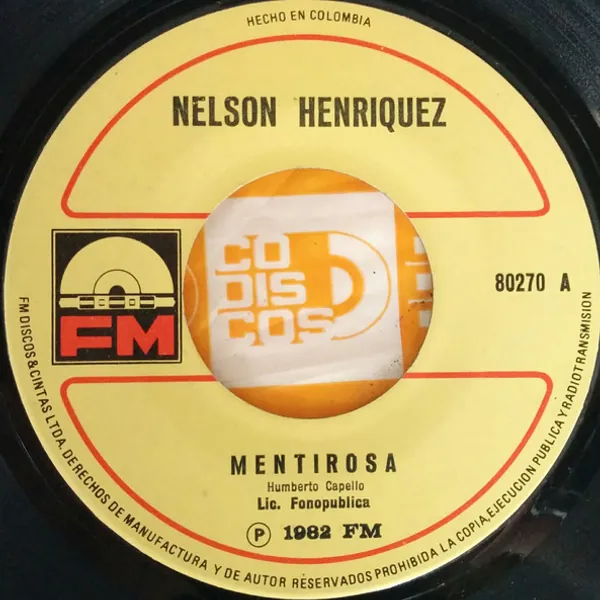 HECHO EN COLOMBIA
NELSON HENRIQUEZ
CO
DIS
COS
80270 A
FM
MENTIROSA
Humberto Capello
Lic. Fonopublica
Ⓟ 1982 FM
FM DISCOS & CINTAS LTDA. DERECHOS DE MANUFACTURA Y DE AUTOR RESERVADOS PROHIBIDA LA COPIA, EJECUCION PUBLICA Y RADIOTRANSMISION